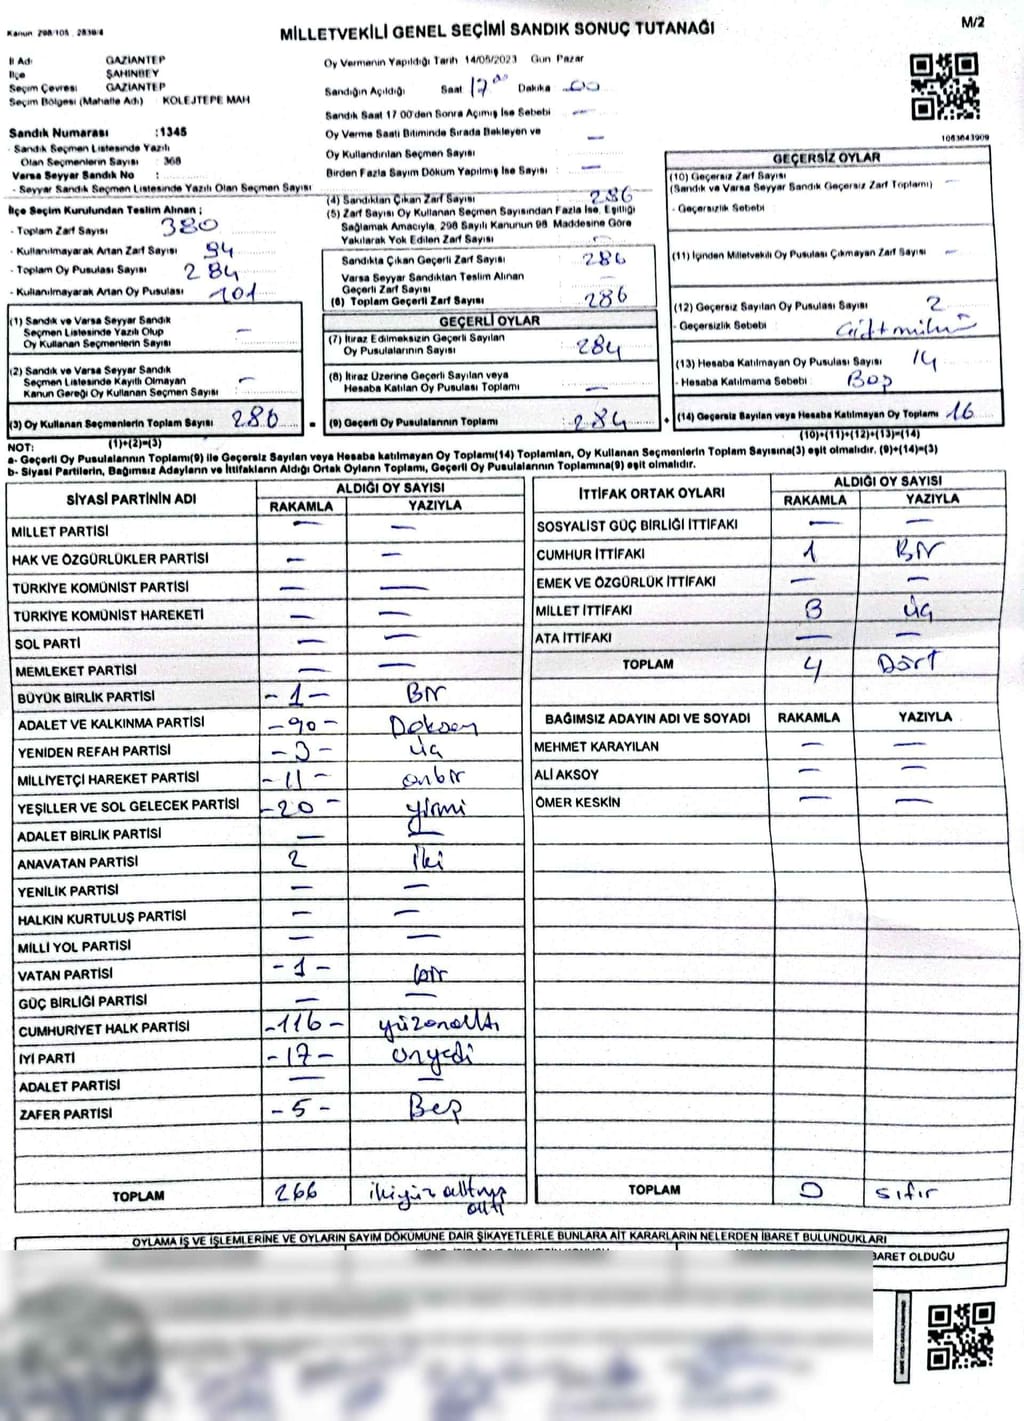 Kanun 298/105, 2839/4
MİLLETVEKİLİ GENEL SEÇİMİ SANDIK SONUÇ TUTANAĞI
M/2
İl Adı GAZİANTEP
İlçe ŞAHİNBEY
Seçim Çevresi GAZİANTEP
Seçim Bölgesi (Mahalle Adı) KOLEJTEPE MAH
Sandık Numarası :1345
- Sandık Seçmen Listesinde Yazılı
Olan Seçmenlerin Sayısı : 368
Varsa Seyyar Sandık No :
- Seyyar Sandık Seçmen Listesinde Yazılı Olan Seçmen Sayısı
Oy Vermenin Yapıldığı Tarih 14/05/2023 Gun Pazar
Sandığın Açıldığı Saat 17 00 Dakika 00
Sandık Saat 17 00'den Sonra Açımış İse Sebebi —
Oy Verme Saati Bitiminde Sırada Bekleyen ve
Oy Kullandırılan Seçmen Sayısı —
Birden Fazla Sayım Döküm Yapılmış İse Sayısı —
1083643909
İlçe Seçim Kurulundan Teslim Alınan ;
- Toplam Zarf Sayısı 380
- Kullanılmayarak Artan Zarf Sayısı 94
- Toplam Oy Pusulası Sayısı 284
- Kullanılmayarak Artan Oy Pusulası 101
(4) Sandıktan Çıkan Zarf Sayısı 286
(5) Zarf Sayısı Oy Kullanan Seçmen Sayısından Fazla İse, Eşitliği
Sağlamak Amacıyla, 298 Sayılı Kanunun 98 Maddesine Göre
Yakılarak Yok Edilen Zarf Sayısı —
Sandıkta Çıkan Geçerli Zarf Sayısı 286
Varsa Seyyar Sandıktan Teslim Alınan
Geçerli Zarf Sayısı —
(6) Toplam Geçerli Zarf Sayısı 286
GEÇERSİZ OYLAR
(10) Geçersiz Zarf Sayısı
(Sandık ve Varsa Seyyar Sandık Geçersiz Zarf Toplamı) —
- Geçersizlik Sebebi :
(11) İçinden Milletvekili Oy Pusulası Çıkmayan Zarf Sayısı —
(12) Geçersiz Sayılan Oy Pusulası Sayısı 2
- Geçersizlik Sebebi : Çift mühür
(13) Hesaba Katılmayan Oy Pusulası Sayısı 14
- Hesaba Katılmama Sebebi : Boş
(14) Geçersiz Sayılan veya Hesaba Katılmayan Oy Toplamı 16
(10)+(11)+(12)+(13)=(14)
(1) Sandık ve Varsa Seyyar Sandık
Seçmen Listesinde Yazılı Olup
Oy Kullanan Seçmenlerin Sayısı —
(2) Sandık ve Varsa Seyyar Sandık
Seçmen Listesinde Kayıtlı Olmayan
Kanun Gereği Oy Kullanan Seçmen Sayısı —
(3) Oy Kullanan Seçmenlerin Toplam Sayısı 286
(1)+(2)=(3)
GEÇERLİ OYLAR
(7) İtiraz Edilmeksizin Geçerli Sayılan
Oy Pusulalarının Sayısı 284
(8) İtiraz Üzerine Geçerli Sayılan veya
Hesaba Katılan Oy Pusulası Toplamı —
= (9) Geçerli Oy Pusulalarının Toplamı 284 +
NOT:
a- Geçerli Oy Pusulalarının Toplamı(9) ile Geçersiz Sayılan veya Hesaba katılmayan Oy Toplamı(14) Toplamları, Oy Kullanan Seçmenlerin Toplam Sayısına(3) eşit olmalıdır. (9)+(14)=(3)
b- Siyasi Partilerin, Bağımsız Adayların ve İttifakların Aldığı Ortak Oyların Toplamı, Geçerli Oy Pusulalarının Toplamına(9) eşit olmalıdır.
SİYASİ PARTİNİN ADI ALDIĞI OY SAYISI
RAKAMLA YAZIYLA
MİLLET PARTİSİ — —
HAK VE ÖZGÜRLÜKLER PARTİSİ — —
TÜRKİYE KOMÜNİST PARTİSİ — —
TÜRKİYE KOMÜNİST HAREKETİ — —
SOL PARTİ — —
MEMLEKET PARTİSİ — —
BÜYÜK BİRLİK PARTİSİ -1- Bir
ADALET VE KALKINMA PARTİSİ -90- Doksan
YENİDEN REFAH PARTİSİ -3- üç
MİLLİYETÇİ HAREKET PARTİSİ -11- onbir
YEŞİLLER VE SOL GELECEK PARTİSİ -20- yirmi
ADALET BİRLİK PARTİSİ — —
ANAVATAN PARTİSİ 2 İki
YENİLİK PARTİSİ — —
HALKIN KURTULUŞ PARTİSİ — —
MİLLİ YOL PARTİSİ — —
VATAN PARTİSİ -1- bir
GÜÇ BİRLİĞİ PARTİSİ — —
CUMHURİYET HALK PARTİSİ -116- yüzonaltı
İYİ PARTİ -17- onyedi
ADALET PARTİSİ — —
ZAFER PARTİSİ -5- Beş
TOPLAM 266 ikiyüz altmış
altı
İTTİFAK ORTAK OYLARI ALDIĞI OY SAYISI
RAKAMLA YAZIYLA
SOSYALİST GÜÇ BİRLİĞİ İTTİFAKI — —
CUMHUR İTTİFAKI 1 Bir
EMEK VE ÖZGÜRLÜK İTTİFAKI — —
MİLLET İTTİFAKI 3 üç
ATA İTTİFAKI — —
TOPLAM 4 Dört
BAĞIMSIZ ADAYIN ADI VE SOYADI RAKAMLA YAZIYLA
MEHMET KARAYILAN — —
ALİ AKSOY — —
ÖMER KESKİN — —
TOPLAM 0 sıfır
OYLAMA İŞ VE İŞLEMLERİNE VE OYLARIN SAYIM DÖKÜMÜNE DAİR ŞİKAYETLERLE BUNLARA AİT KARARLARIN NELERDEN İBARET BULUNDUKLARI
BARET OLDUĞU